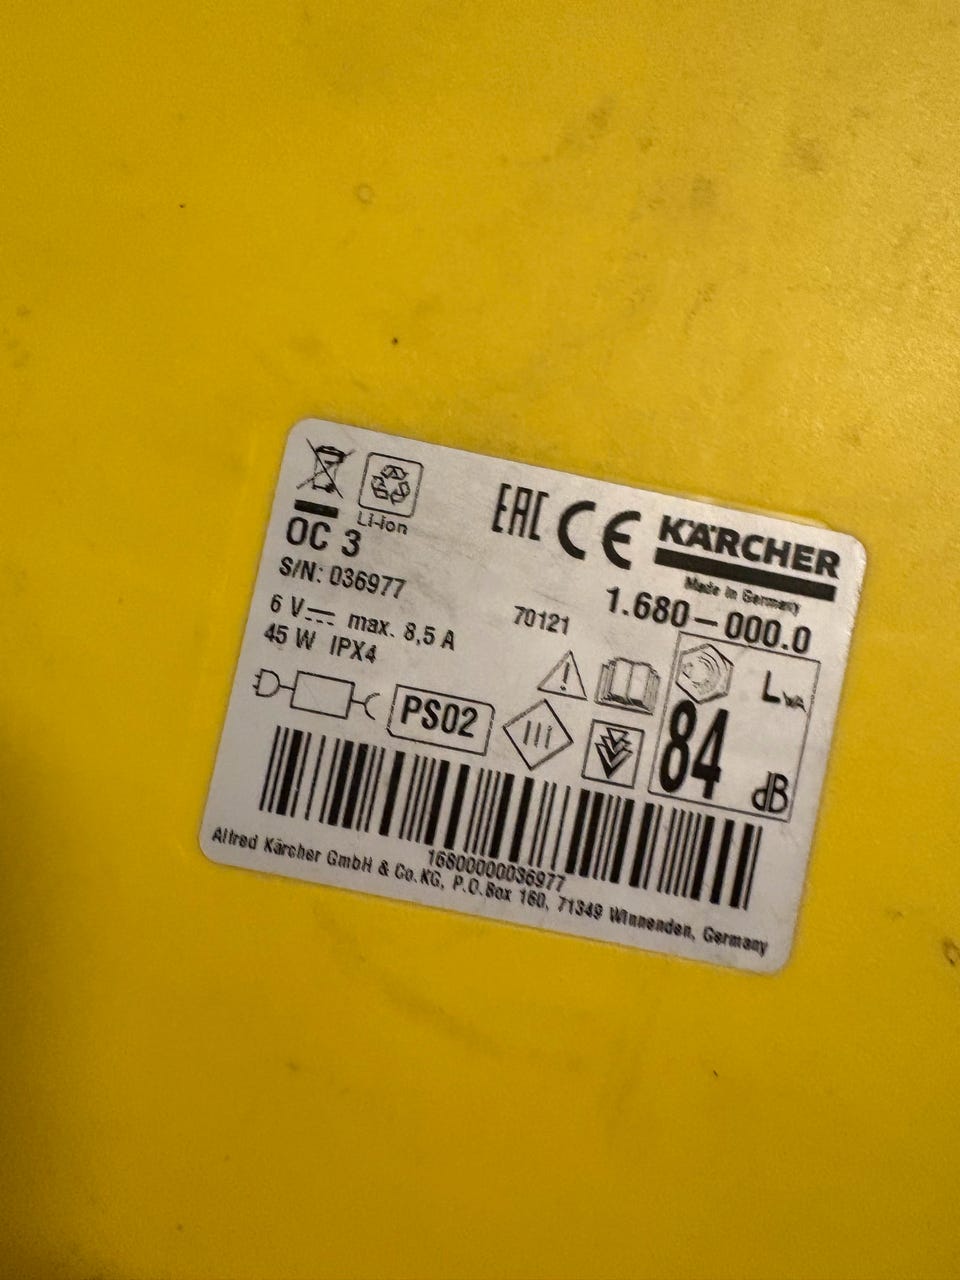 Li-ion
EAC CE KÄRCHER
Made in Germany
OC 3
1.680-000.0
S/N: 036977
70121
6 V⎓ max. 8,5 A
45 W IPX4
PS02
LWA
84 dB
16800000036977
Alfred Kärcher GmbH & Co.KG, P.O.Box 160, 71349 Winnenden, Germany